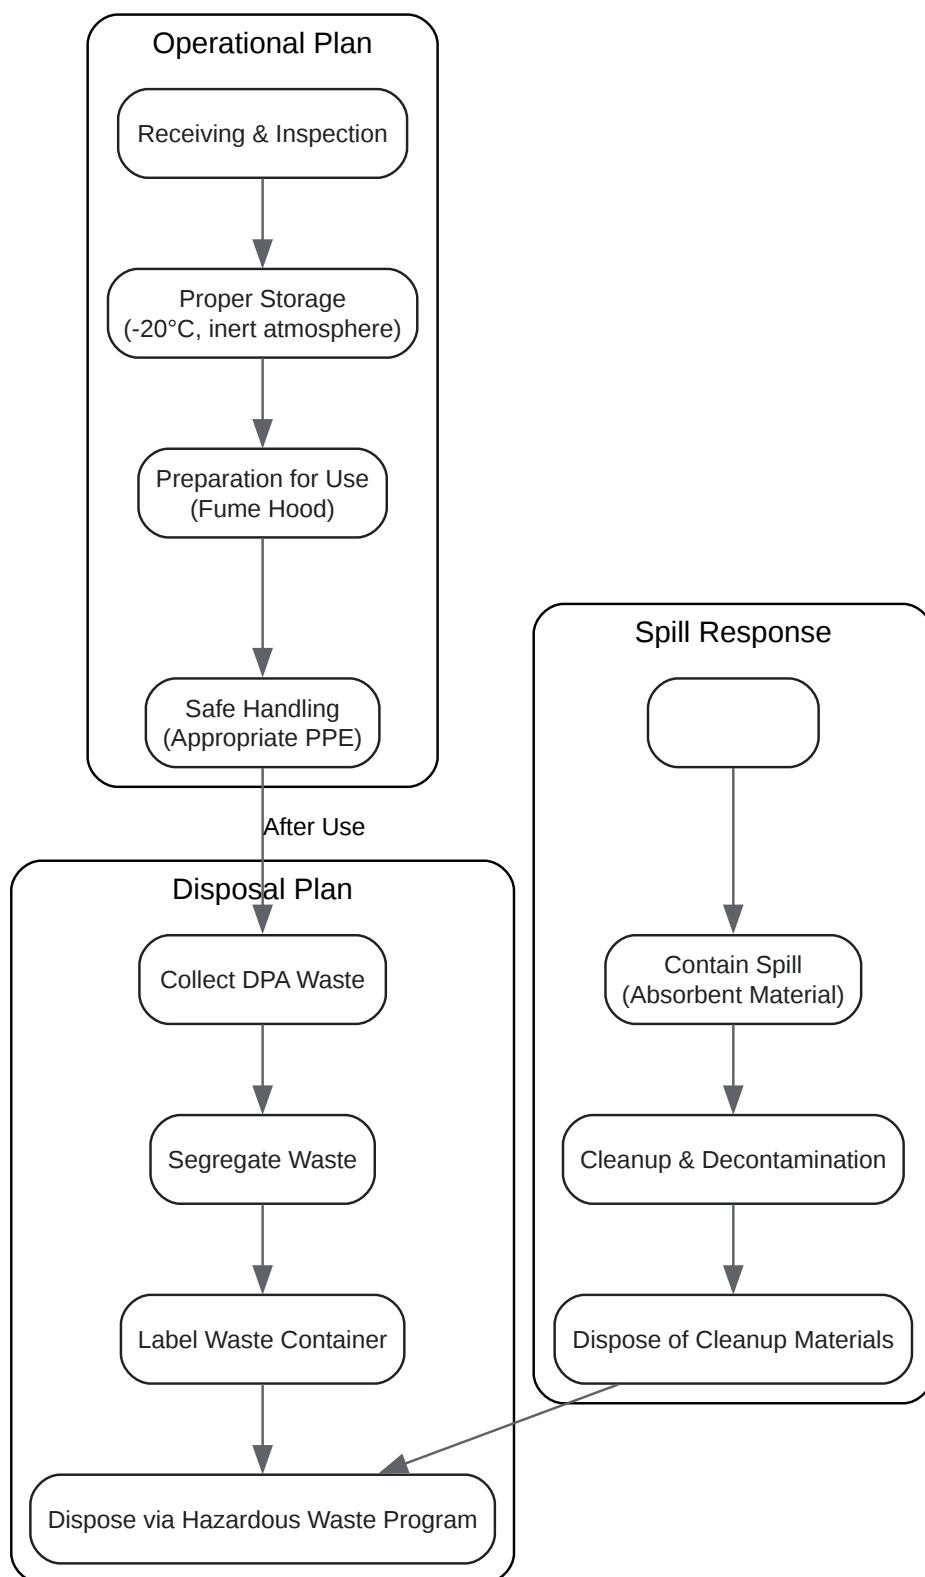 Operational Plan
Receiving & Inspection
Proper Storage
(-20°C, inert atmosphere)
Preparation for Use
(Fume Hood)
Safe Handling
(Appropriate PPE)
After Use
Disposal Plan
Collect DPA Waste
Segregate Waste
Label Waste Container
Dispose via Hazardous Waste Program
Spill Response
Contain Spill
(Absorbent Material)
Cleanup & Decontamination
Dispose of Cleanup Materials